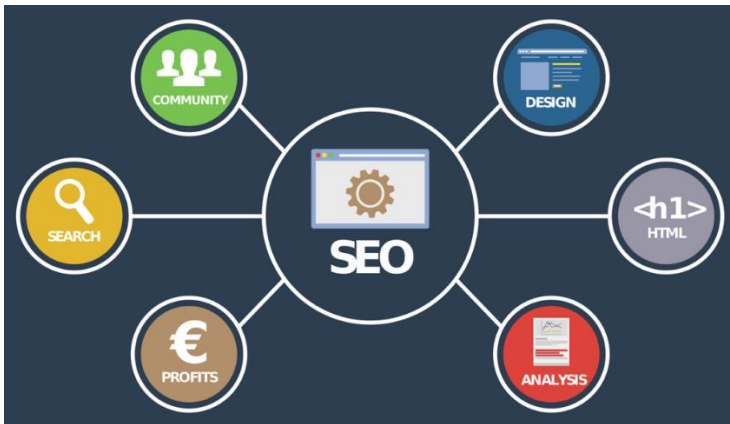 COMMUNITY
DESIGN
SEARCH
SEO
<h1>
HTML
€
PROFITS
ANALYSIS